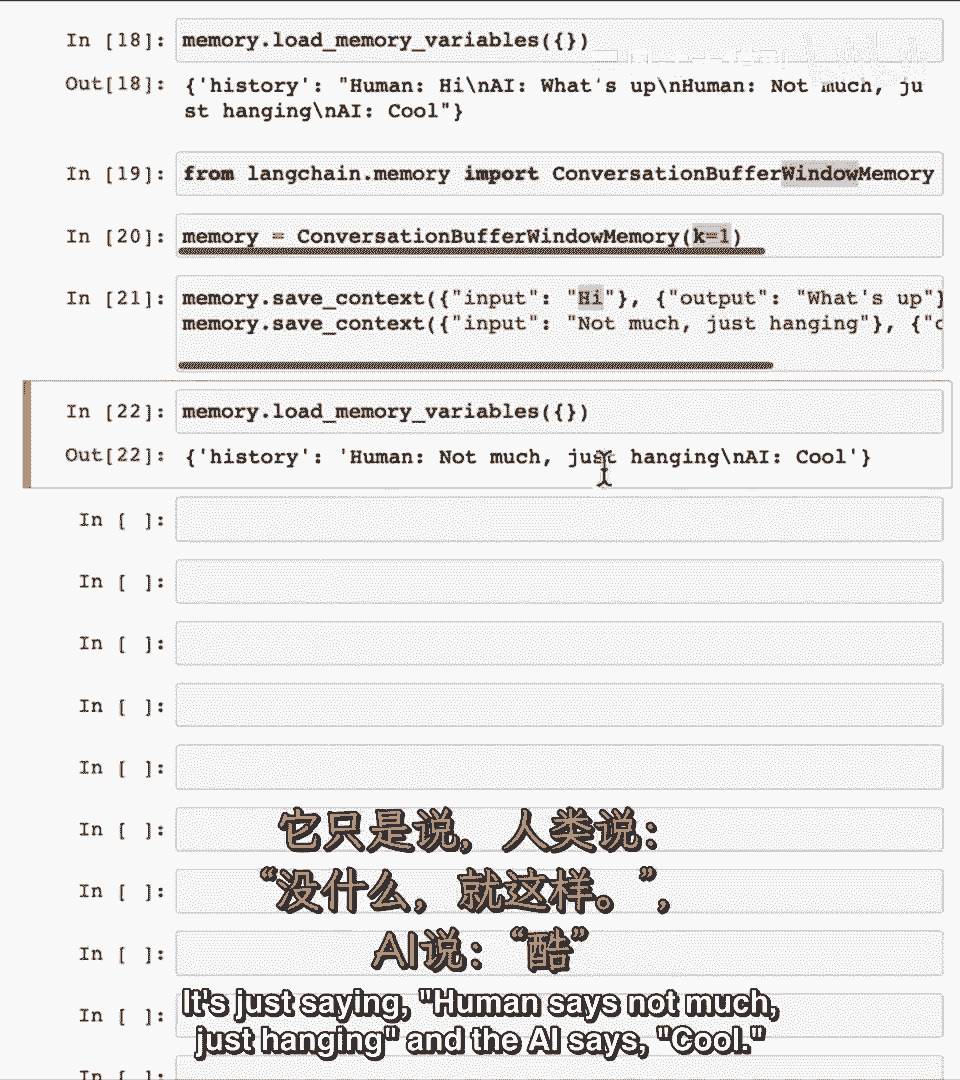 In [18]: memory.load_memory_variables({})
Out[18]: {'history': "Human: Hi\nAI: What's up\nHuman: Not much, ju
st hanging\nAI: Cool"}
In [19]: from langchain.memory import ConversationBufferWindowMemory
In [20]: memory = ConversationBufferWindowMemory(k=1)
In [21]: memory.save_context({"input": "Hi"}, {"output": "What's up"}
memory.save_context({"input": "Not much, just hanging"}, {"o
In [22]: memory.load_memory_variables({})
Out[22]: {'history': 'Human: Not much, just hanging\nAI: Cool'}
In [ ]:
In [ ]:
In [ ]:
In [ ]:
In [ ]:
In [ ]:
它只是说，人类说：
In [ ]:
“没什么，就这样。”，
In [ ]:
AI说：“酷”
In [ ]:
It's just saying, "Human says not much,
just hanging" and the AI says, "Cool."
In [ ]: